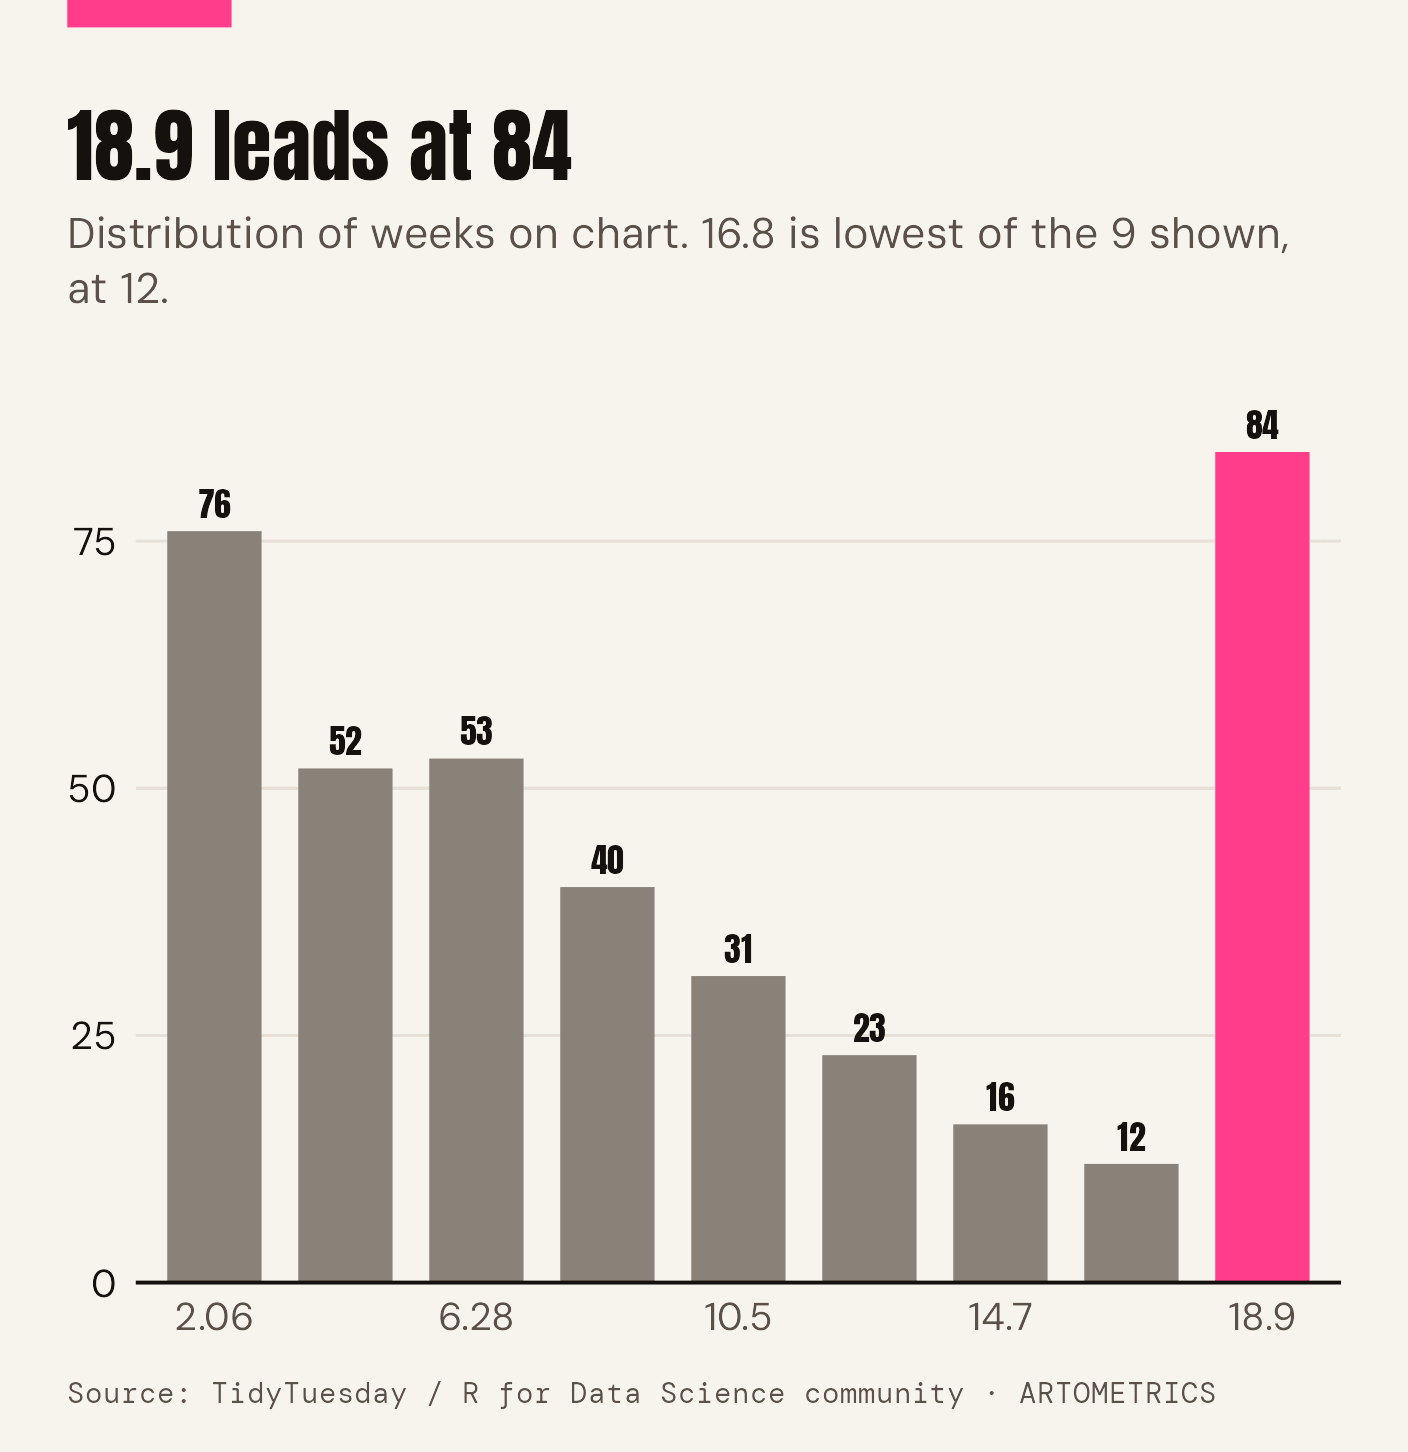 18.9 leads at 84
Distribution of weeks on chart. 16.8 is lowest of the 9 shown,
at 12.
84
76
75
53
52
50
40
31
25
23
16
12
0
2.06 6.28 10.5 14.7 18.9
Source: TidyTuesday / R for Data Science community · ARTOMETRICS